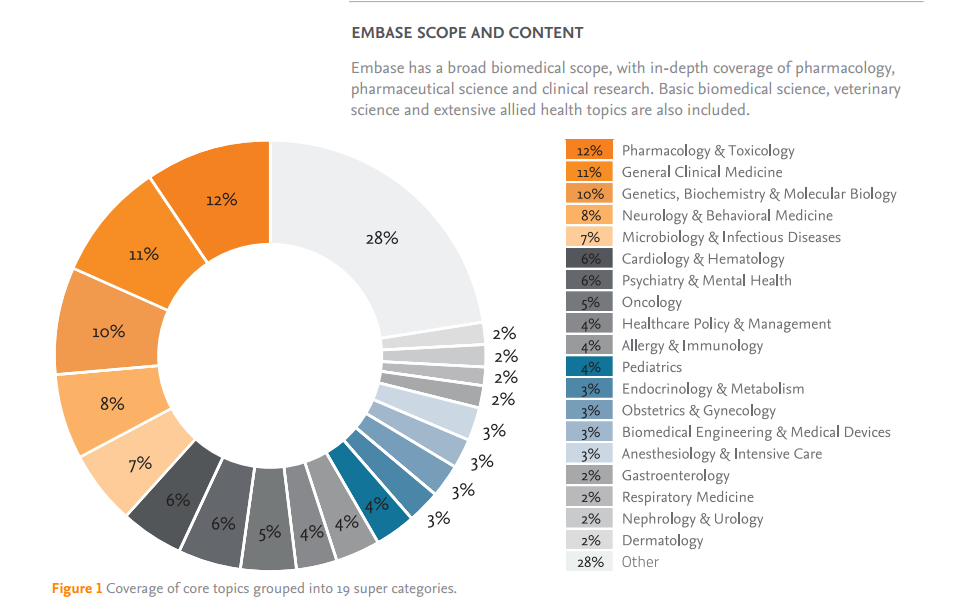 EMBASE SCOPE AND CONTENT
Embase has a broad biomedical scope, with in-depth coverage of pharmacology,
pharmaceutical science and clinical research. Basic biomedical science, veterinary
science and extensive allied health topics are also included.
12%
28%
11%
10%
8%
7%
6%
6%
5%
4%
4%
4%
3%
3%
3%
3%
2%
2%
2%
2%
12% Pharmacology & Toxicology
11% General Clinical Medicine
10% Genetics, Biochemistry & Molecular Biology
8% Neurology & Behavioral Medicine
7% Microbiology & Infectious Diseases
6% Cardiology & Hematology
6% Psychiatry & Mental Health
5% Oncology
4% Healthcare Policy & Management
4% Allergy & Immunology
4% Pediatrics
3% Endocrinology & Metabolism
3% Obstetrics & Gynecology
3% Biomedical Engineering & Medical Devices
3% Anesthesiology & Intensive Care
2% Gastroenterology
2% Respiratory Medicine
2% Nephrology & Urology
2% Dermatology
28% Other
Figure 1 Coverage of core topics grouped into 19 super categories.